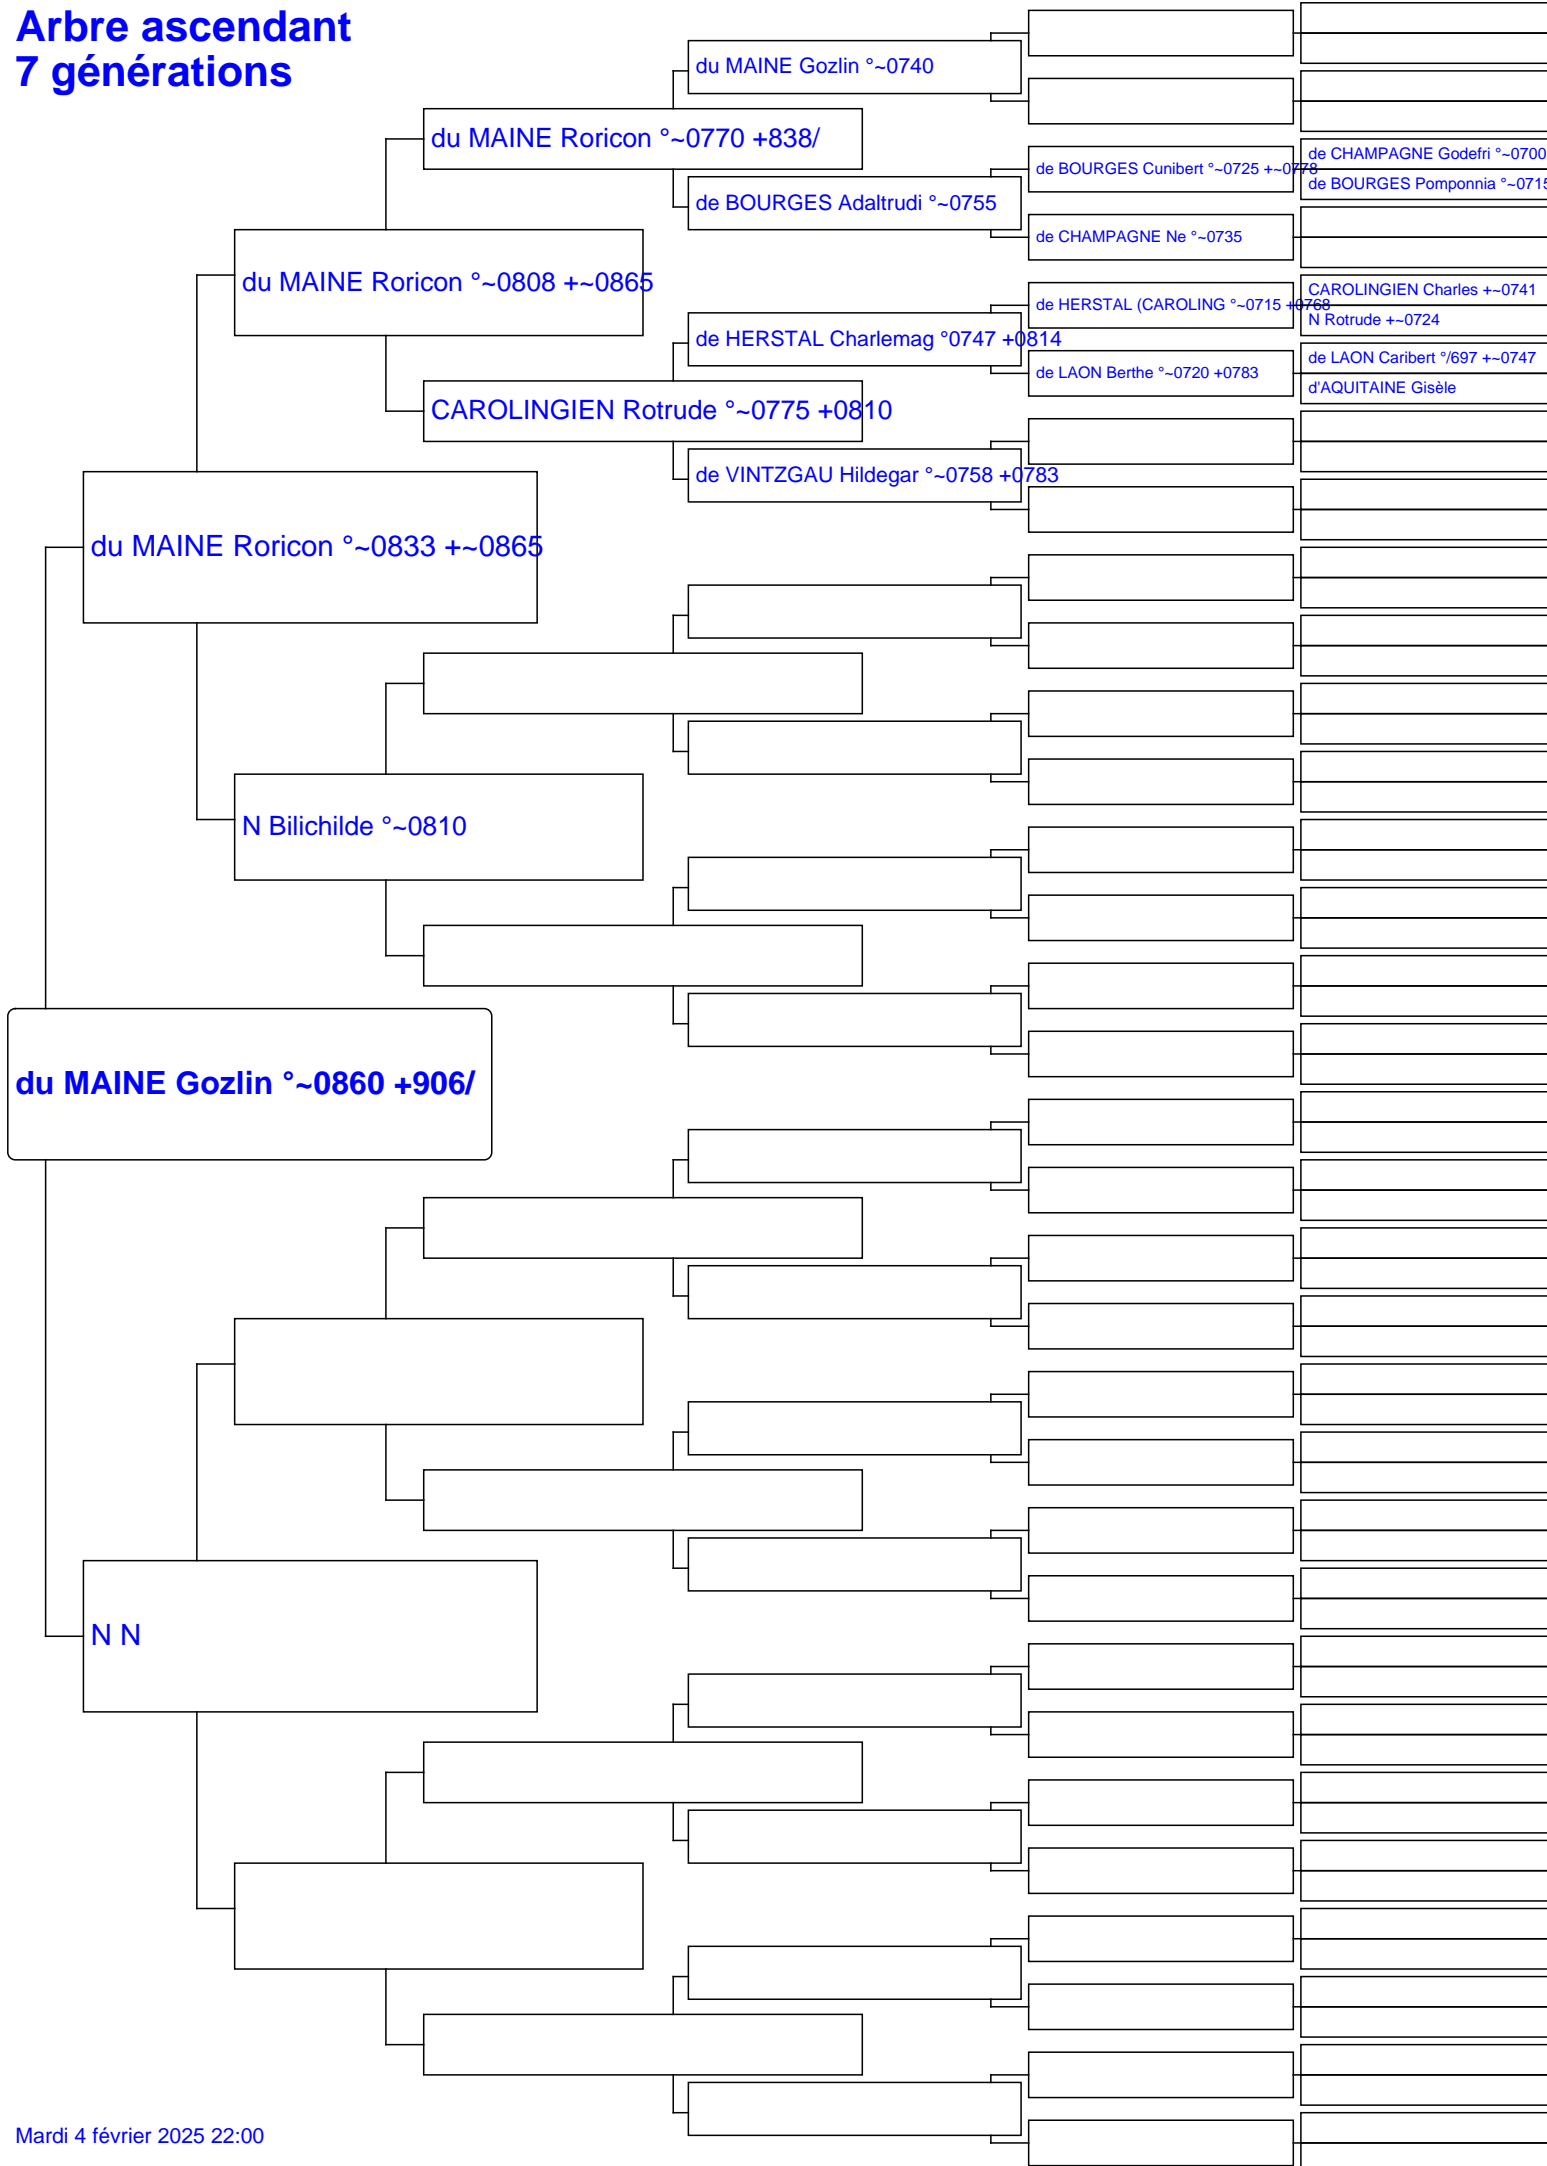 Arbre ascendant
7 générations
du MAINE Gozlin °~0740
du MAINE Roricon °~0770 +838/
de CHAMPAGNE Godefri °~0700
de BOURGES Cunibert °~0725 +~0778
de BOURGES Pomponnia °~0715
de BOURGES Adaltrudi °~0755
de CHAMPAGNE Ne °~0735
du MAINE Roricon °~0808 +~0865
CAROLINGIEN Charles +~0741
de HERSTAL (CAROLING °~0715 +0768
N Rotrude +~0724
de HERSTAL Charlemag °0747 +0814
de LAON Caribert °/697 +~0747
de LAON Berthe °~0720 +0783
d'AQUITAINE Gisèle
CAROLINGIEN Rotrude °~0775 +0810
de VINTZGAU Hildegar °~0758 +0783
du MAINE Roricon °~0833 +~0865
N Bilichilde °~0810
du MAINE Gozlin °~0860 +906/
N N
Mardi 4 février 2025 22:00